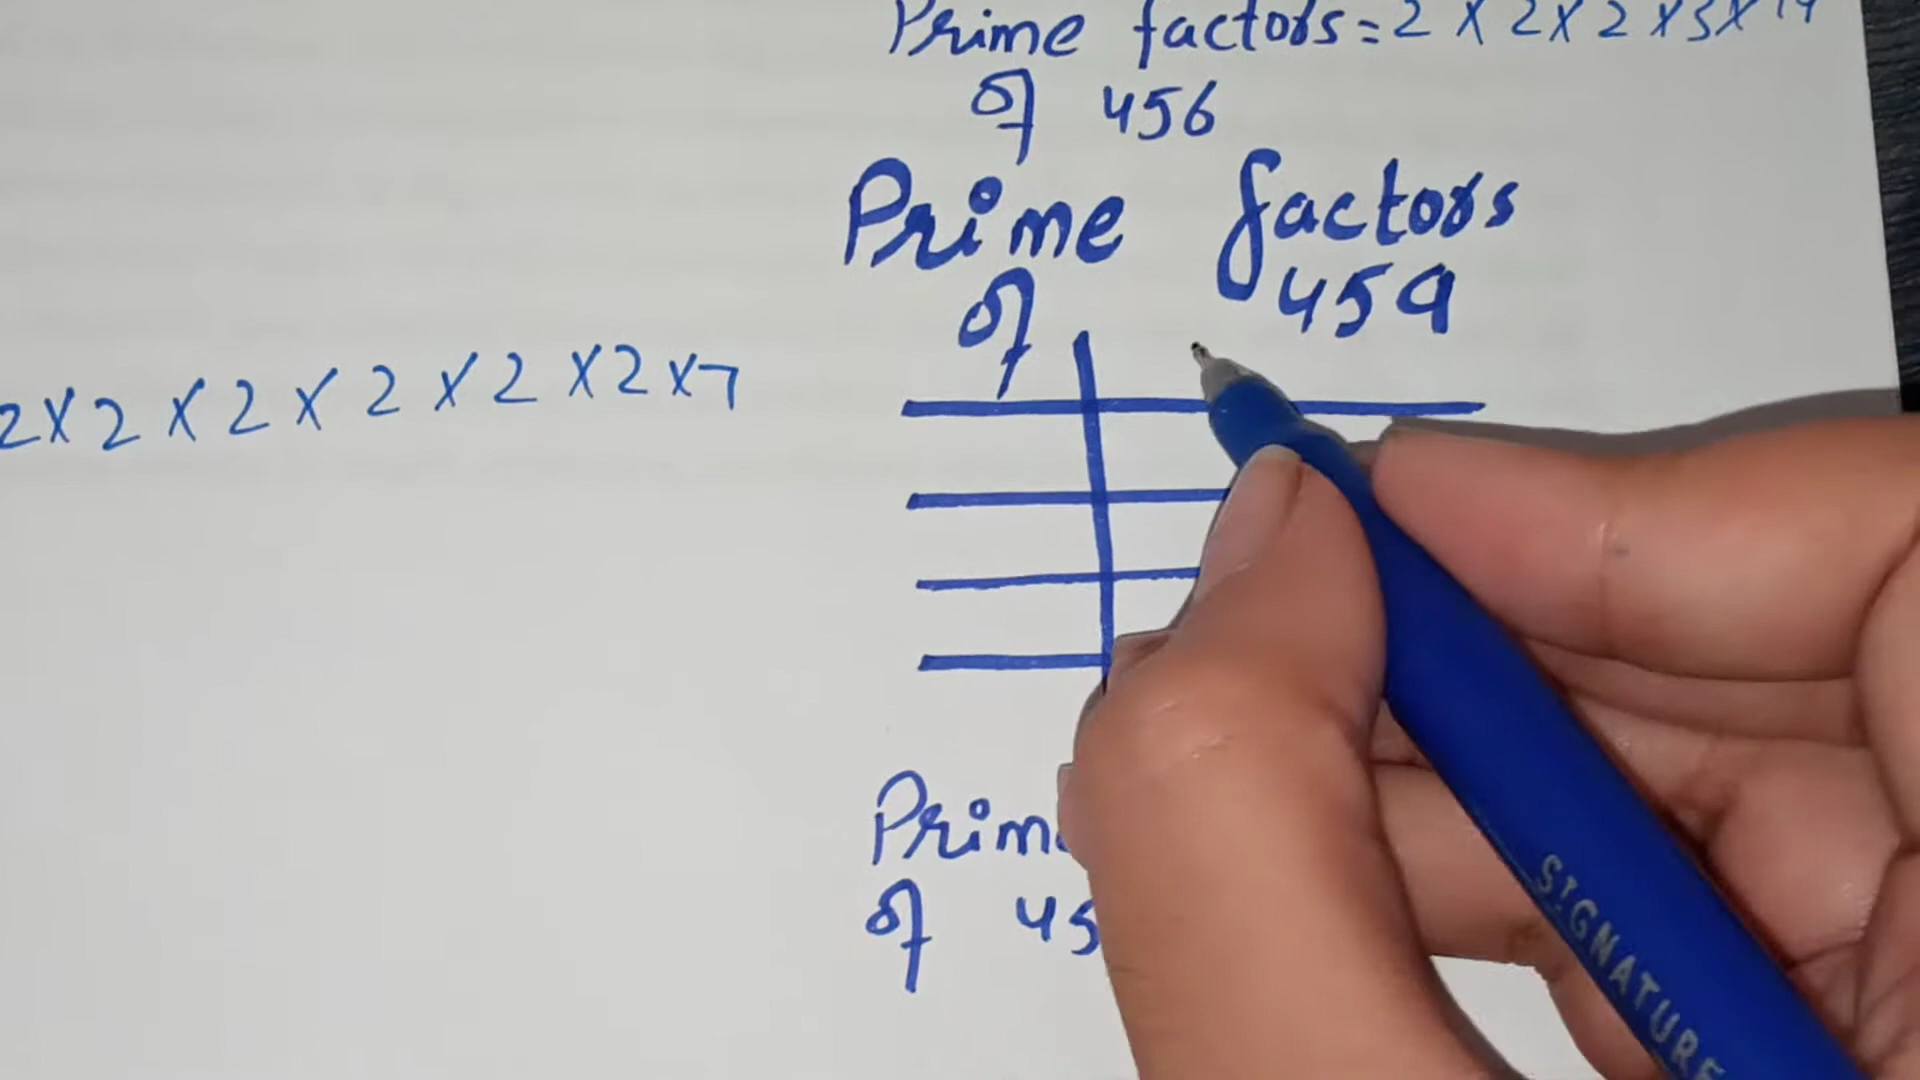 Prime factors = 2 X 2 X 2 X 3 X 19
of 456
Prime factors
of 459
2 X 2 X 2 X 2 X 2 X 2 X 7
Prime
of 45
SIGNATURE